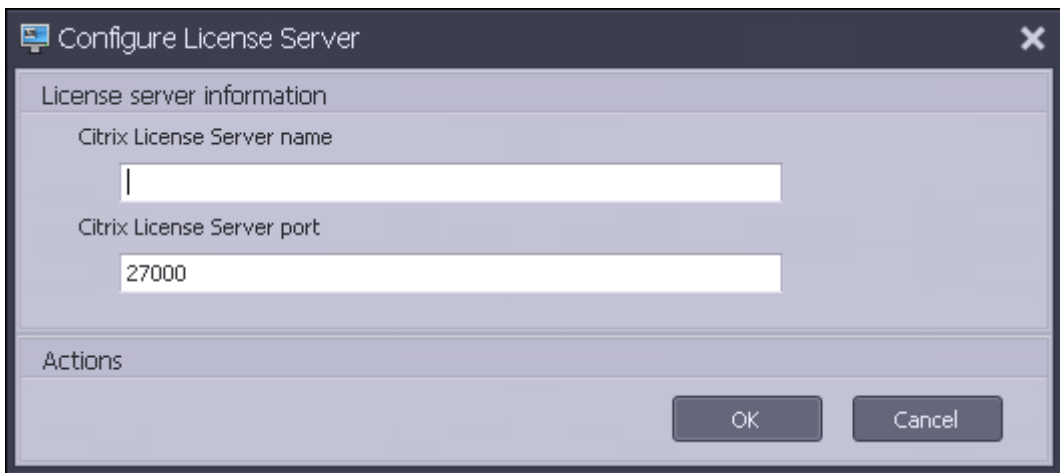 Configure License Server
License server information
Citrix License Server name
Citrix License Server port
27000
Actions
OK Cancel